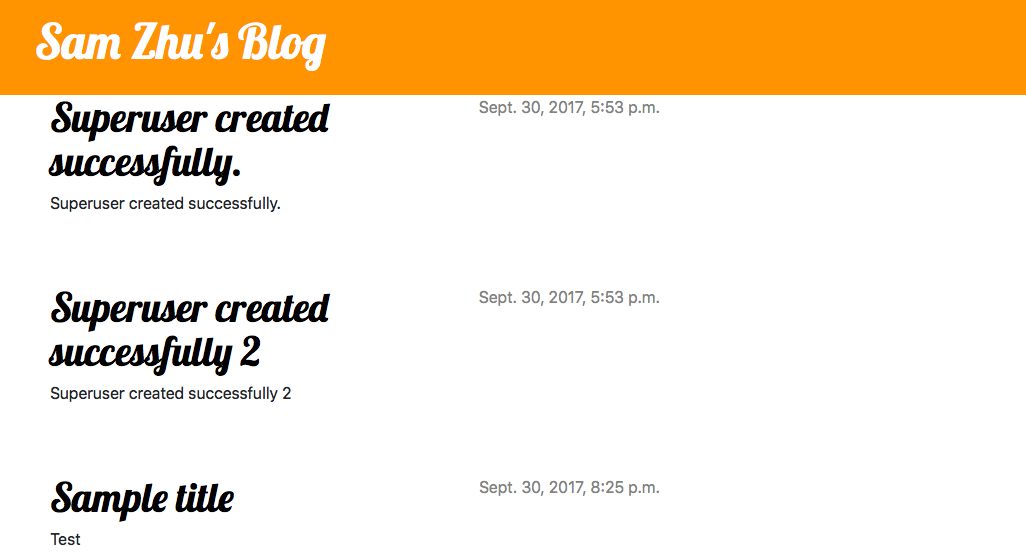 Sam Zhu's Blog
Superuser created
successfully.
Sept. 30, 2017, 5:53 p.m.
Superuser created successfully.
Superuser created
successfully 2
Sept. 30, 2017, 5:53 p.m.
Superuser created successfully 2
Sample title
Sept. 30, 2017, 8:25 p.m.
Test